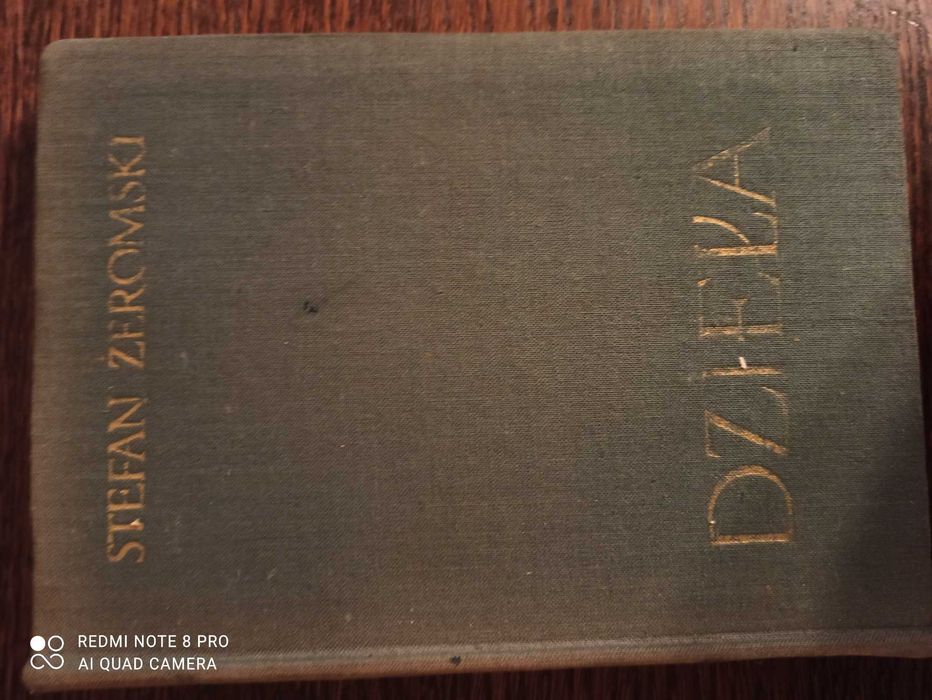 STEFAN ŻEROMSKI
DZIEŁA
REDMI NOTE 8 PRO
AI QUAD CAMERA